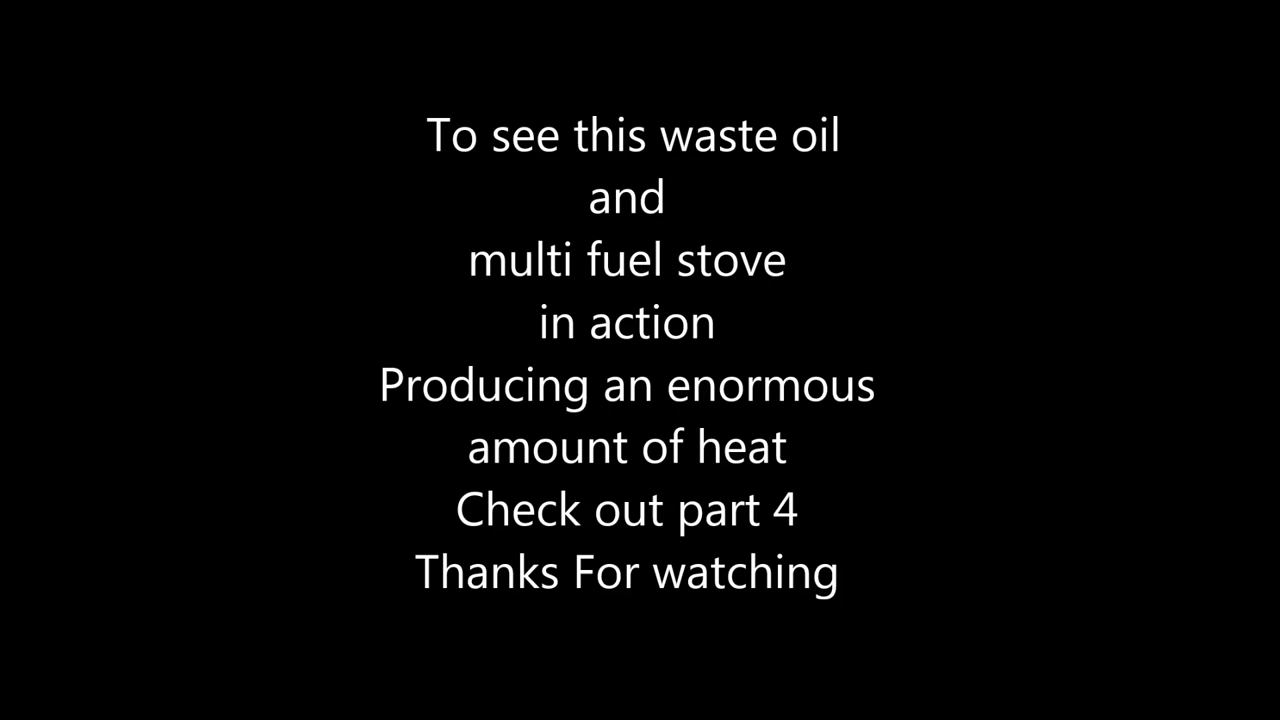 To see this waste oil
and
multi fuel stove
in action
Producing an enormous
amount of heat
Check out part 4
Thanks For watching